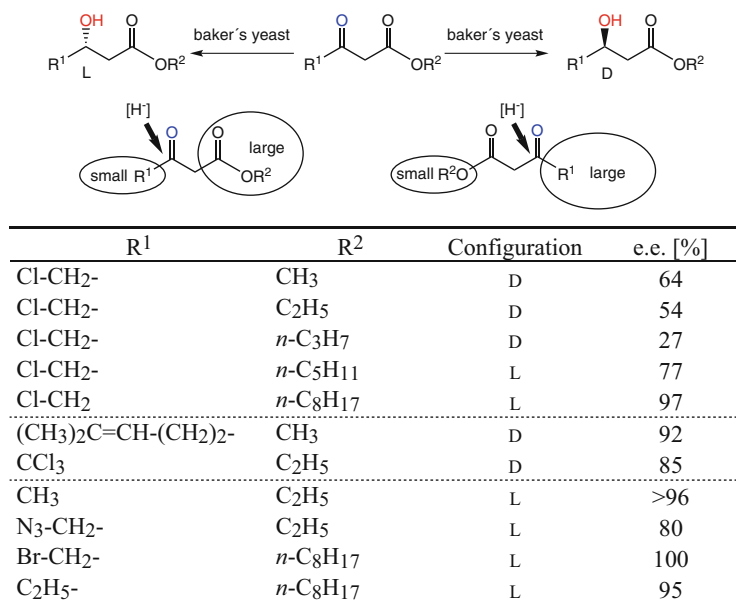 OH O baker´s yeast O O baker´s yeast OH O
R¹ L OR² R¹ OR² R¹ D OR²
[H⁻] O O large small R¹ OR²
O [H⁻] O small R²O R¹ large
R¹ R² Configuration e.e. [%]
Cl-CH2- CH3 D 64
Cl-CH2- C2H5 D 54
Cl-CH2- n-C3H7 D 27
Cl-CH2- n-C5H11 L 77
Cl-CH2 n-C8H17 L 97
(CH3)2C=CH-(CH2)2- CH3 D 92
CCl3 C2H5 D 85
CH3 C2H5 L >96
N3-CH2- C2H5 L 80
Br-CH2- n-C8H17 L 100
C2H5- n-C8H17 L 95